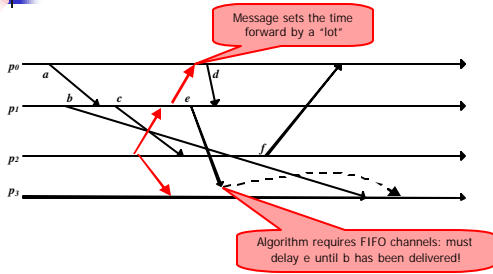 Message sets the time
forward by a "lot"
p0
a
d
p1
b
c
e
p2
f
p3
Algorithm requires FIFO channels: must
delay e until b has been delivered!